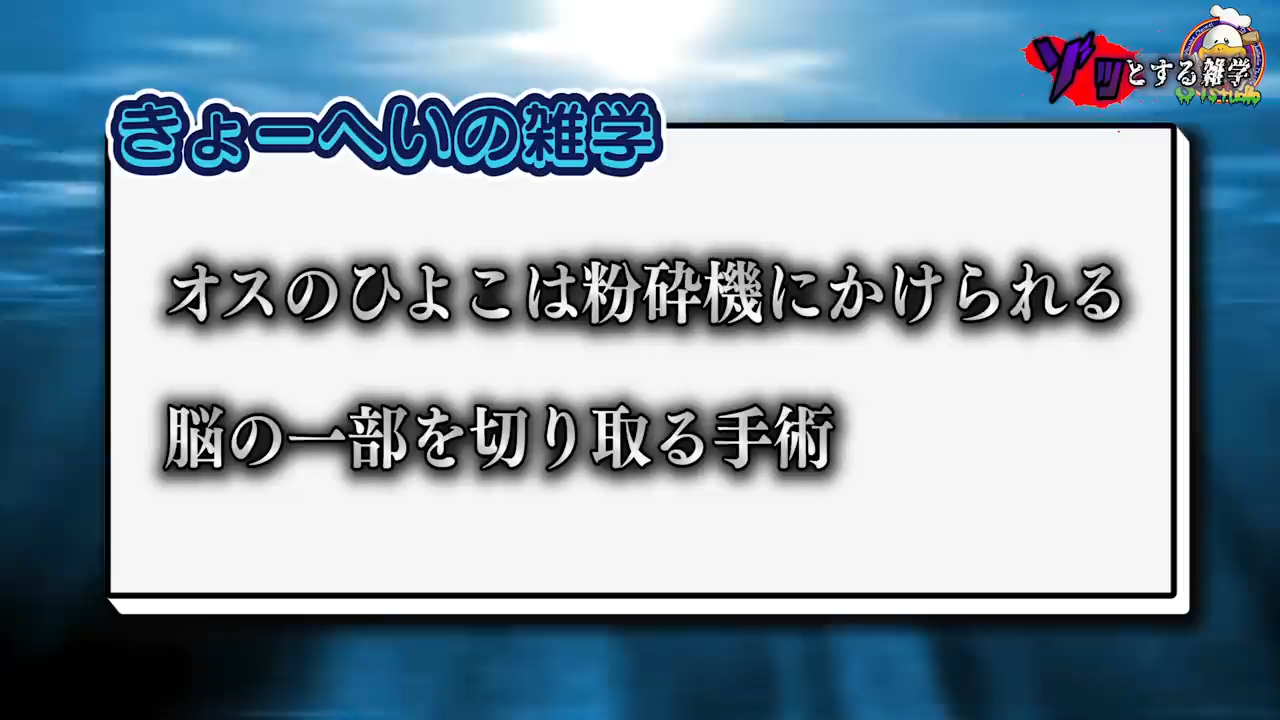 ゾッとする雑学
きょーへいの雑学
オスのひよこは粉砕機にかけられる
脳の一部を切り取る手術